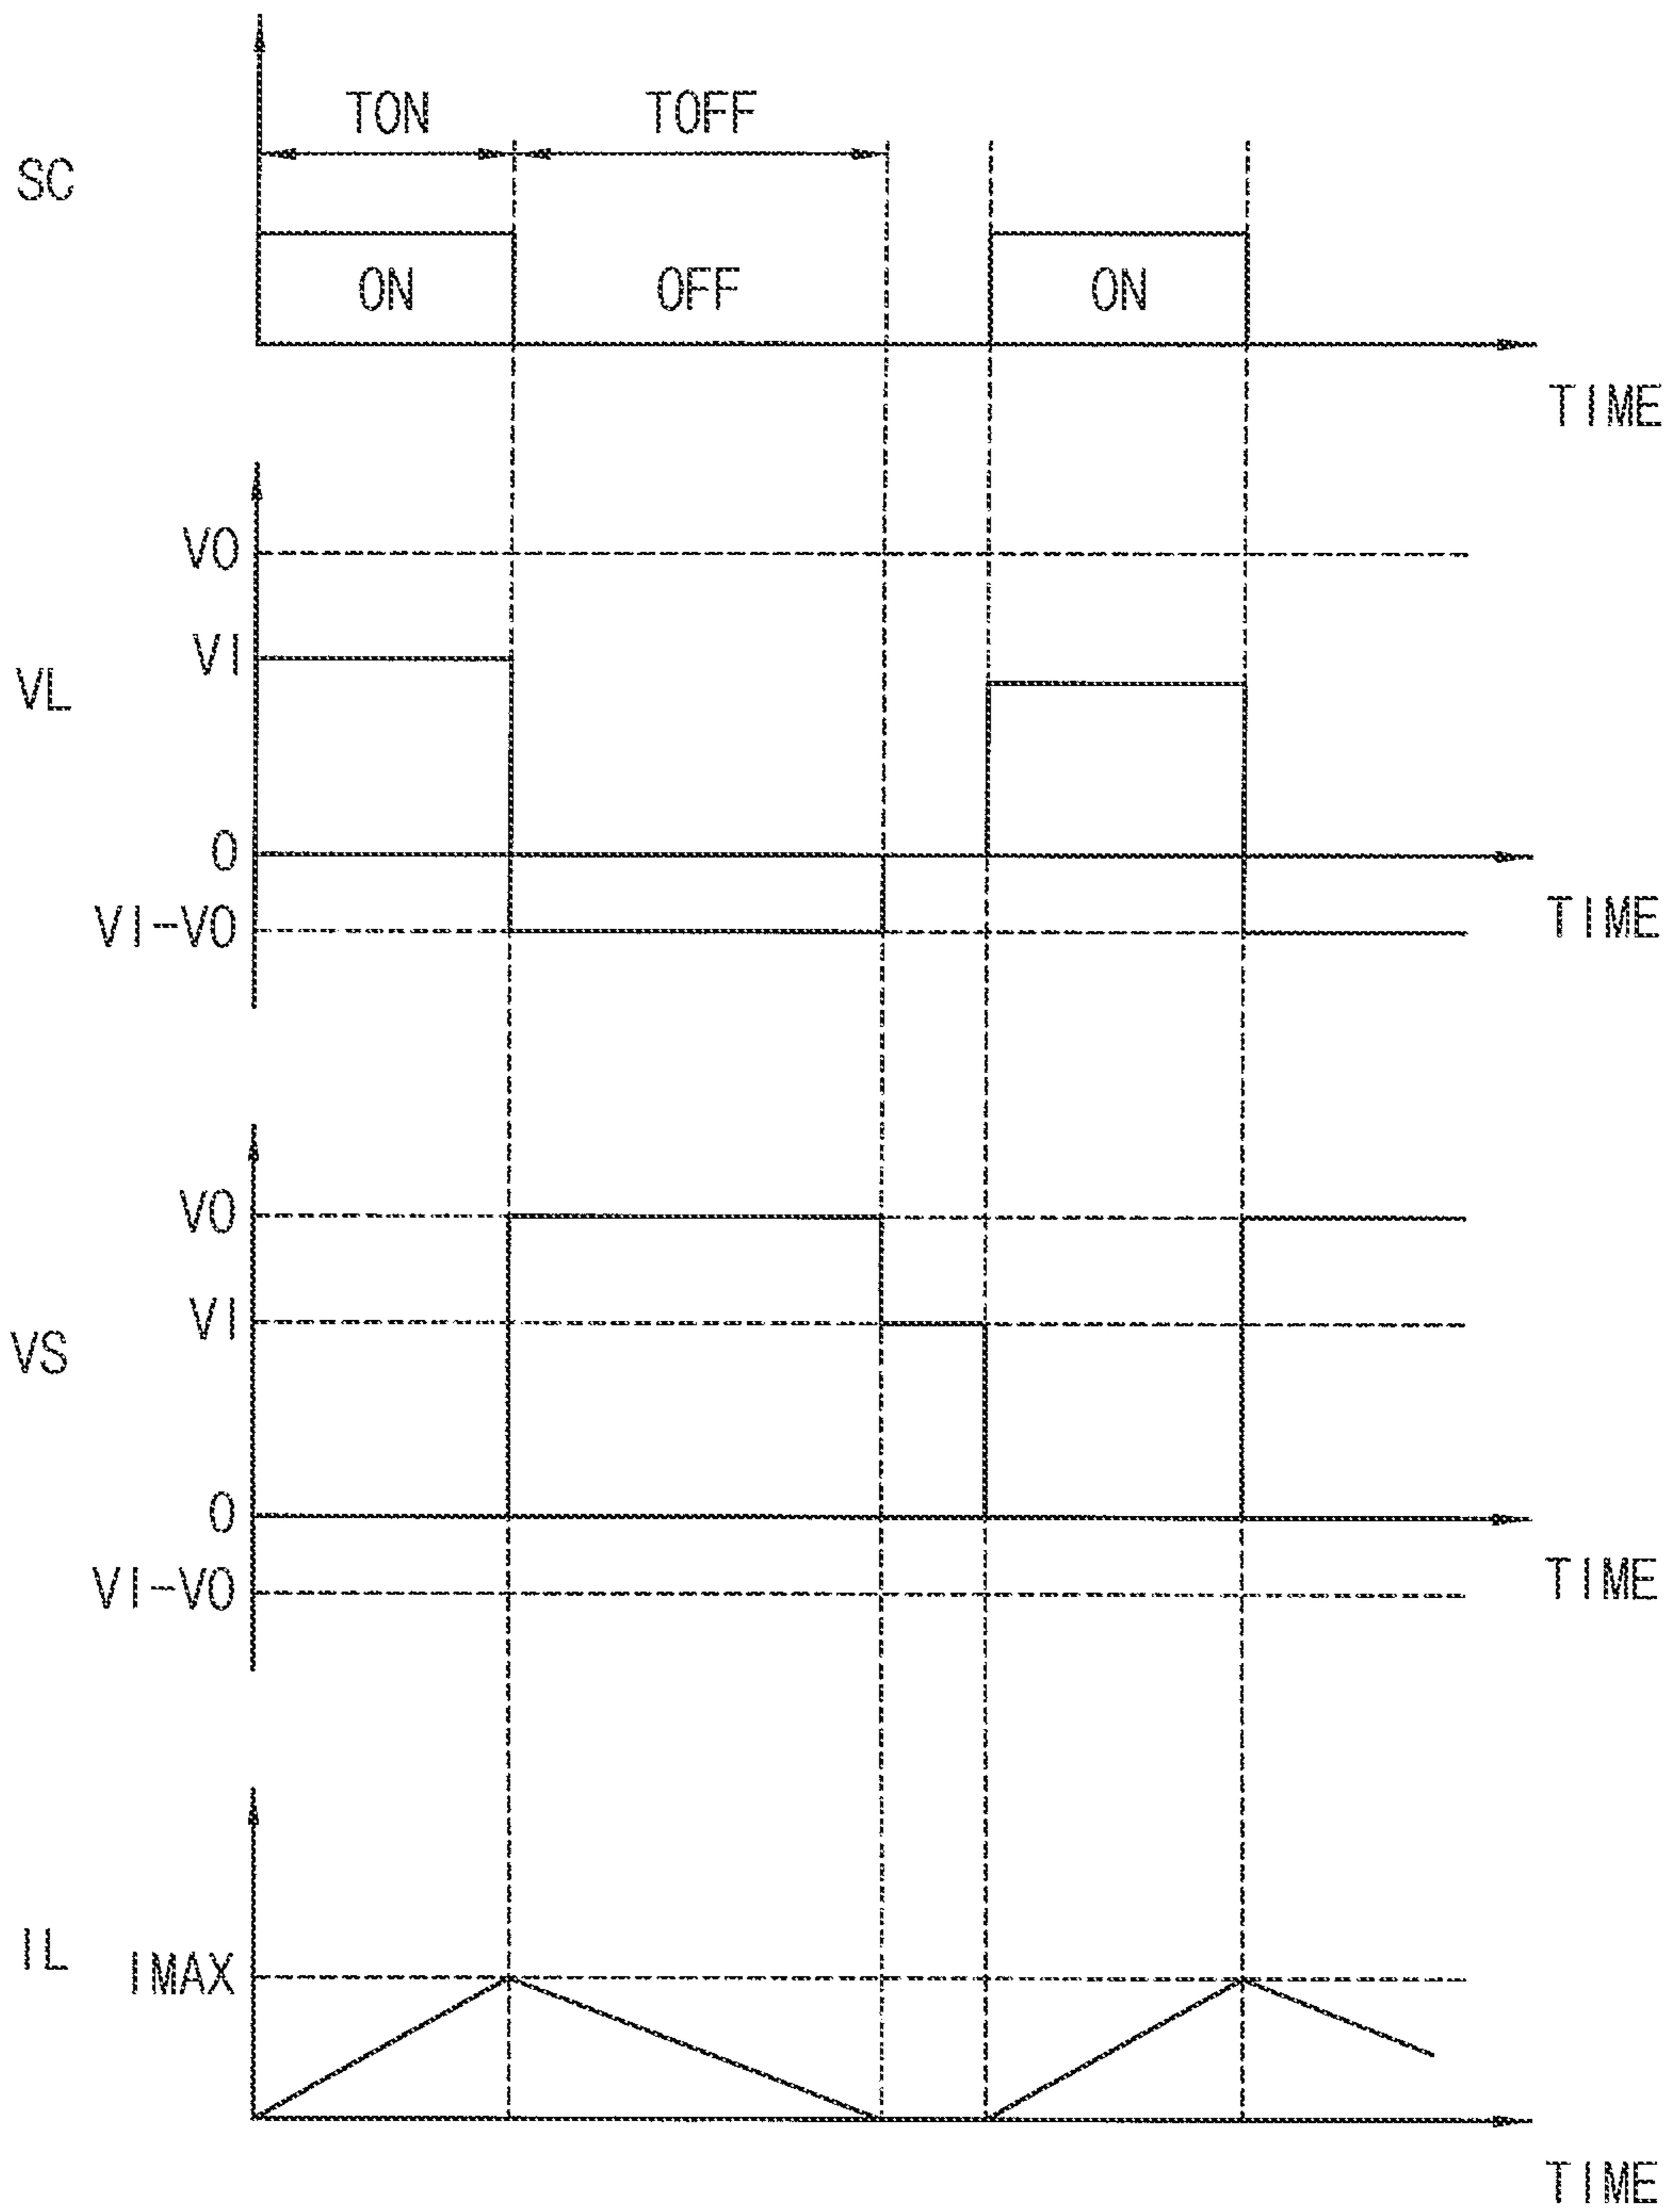 TON TOFF
SC
ON OFF ON
TIME
VO
VI
VL
0
VI-VO
TIME
VO
VI
VS
0
VI-VO
TIME
IL
IMAX
TIME